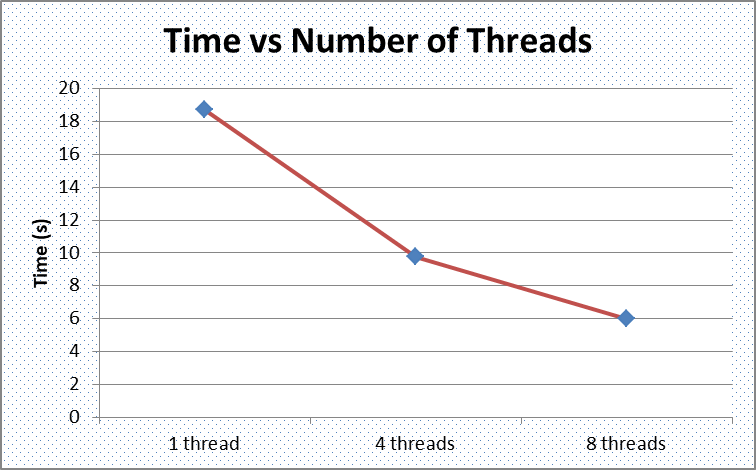 Time vs Number of Threads
20
18
16
14
12
10
8
6
4
2
0
Time (s)
1 thread
4 threads
8 threads